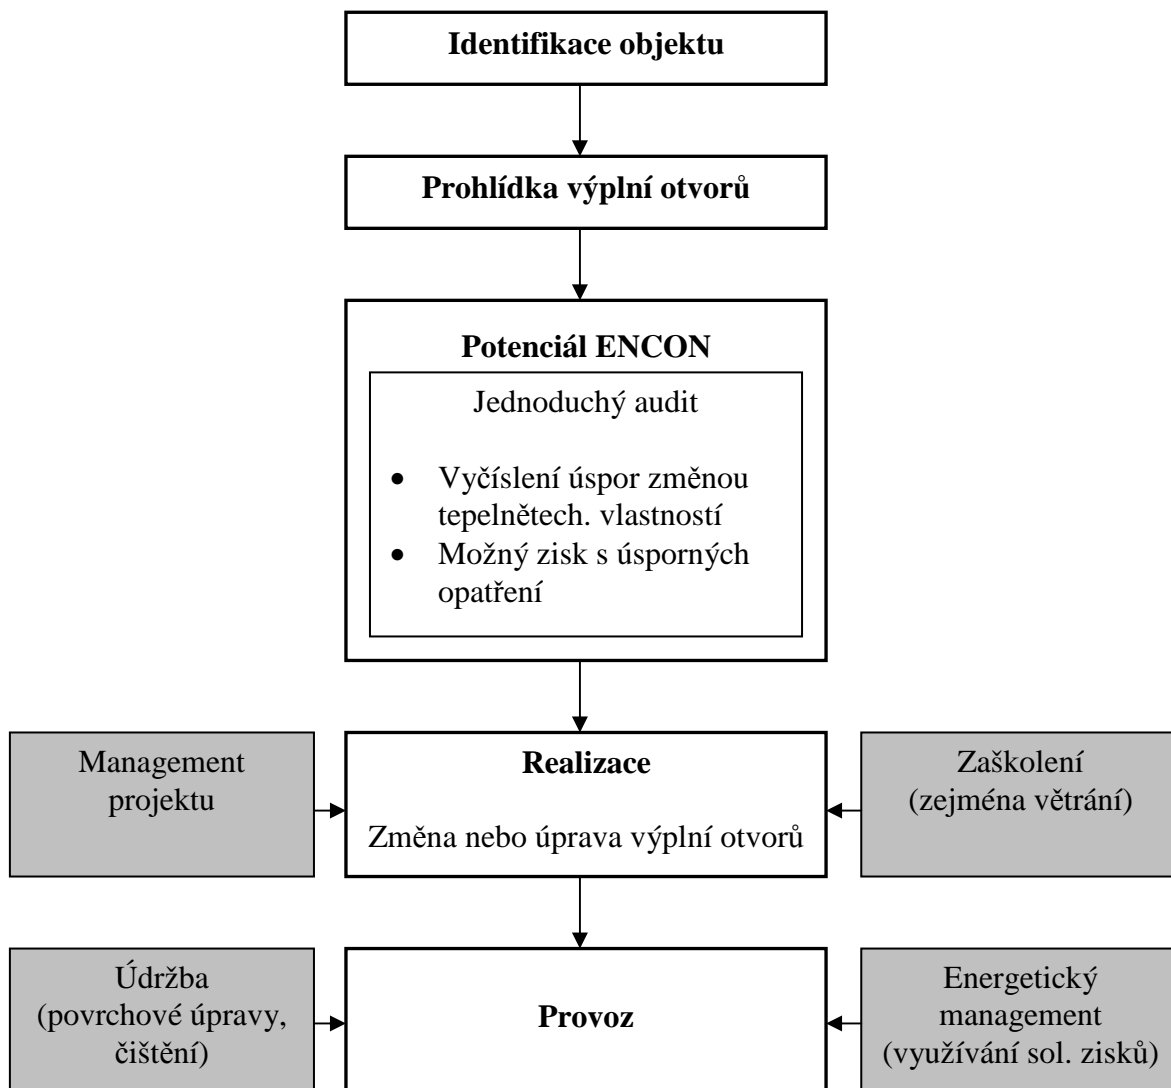 Identifikace objektu
Prohlídka výplní otvorů
Potenciál ENCON
Jednoduchý audit
• Vyčíslení úspor změnou
tepelnětech. vlastností
• Možný zisk s úsporných
opatření
Management
projektu
Realizace
Změna nebo úprava výplní otvorů
Zaškolení
(zejména větrání)
Údržba
(povrchové úpravy,
čištění)
Provoz
Energetický
management
(využívání sol. zisků)